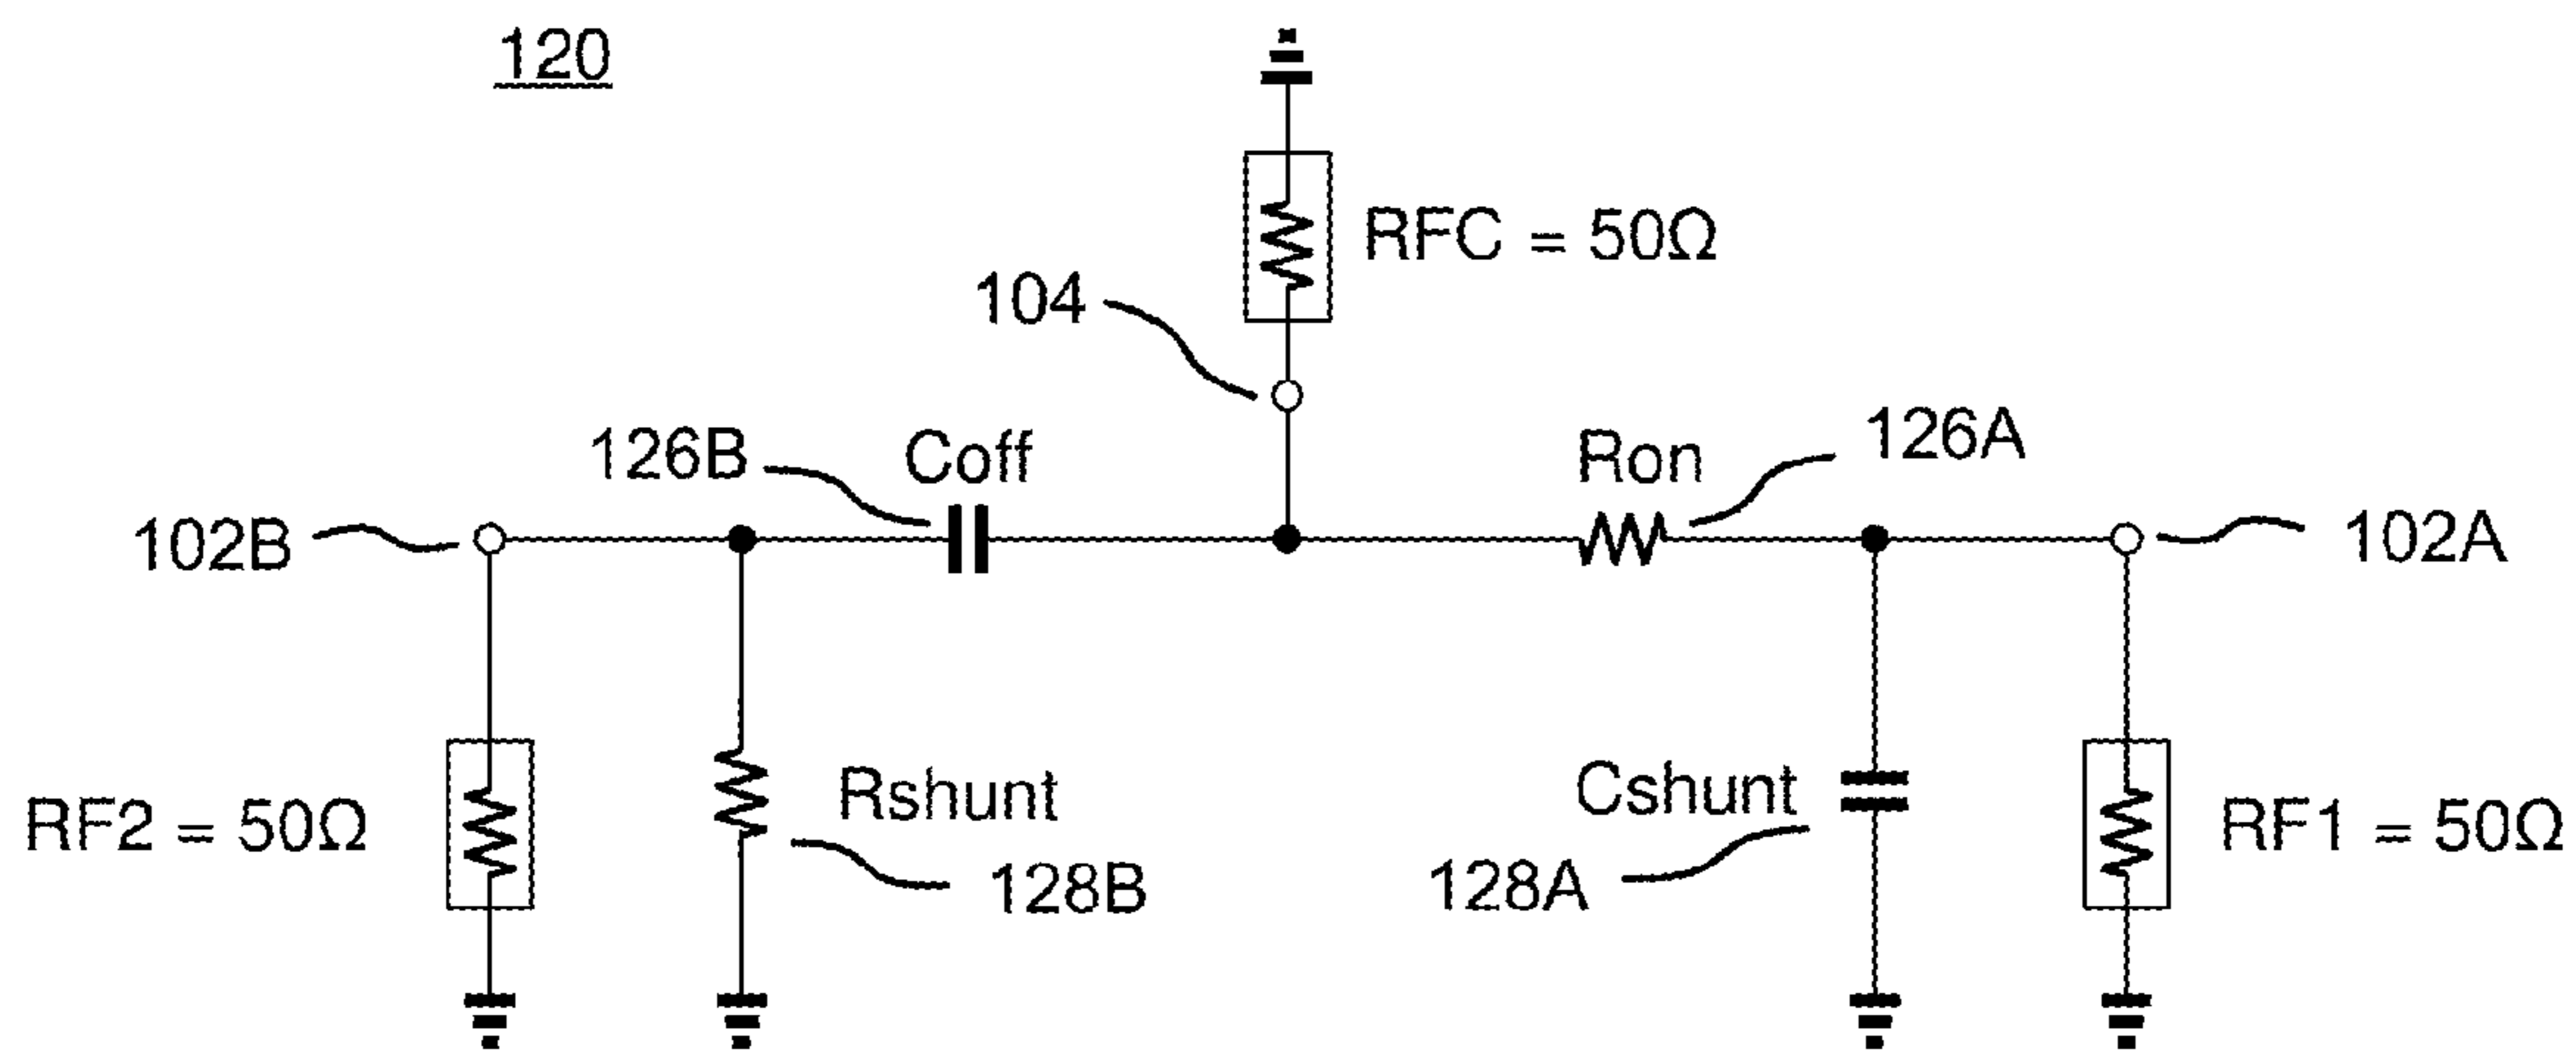 120
RFC = 50Ω
104
126B
Coff
Ron
126A
102B
102A
RF2 = 50Ω
Rshunt
128B
Cshunt
128A
RF1 = 50Ω